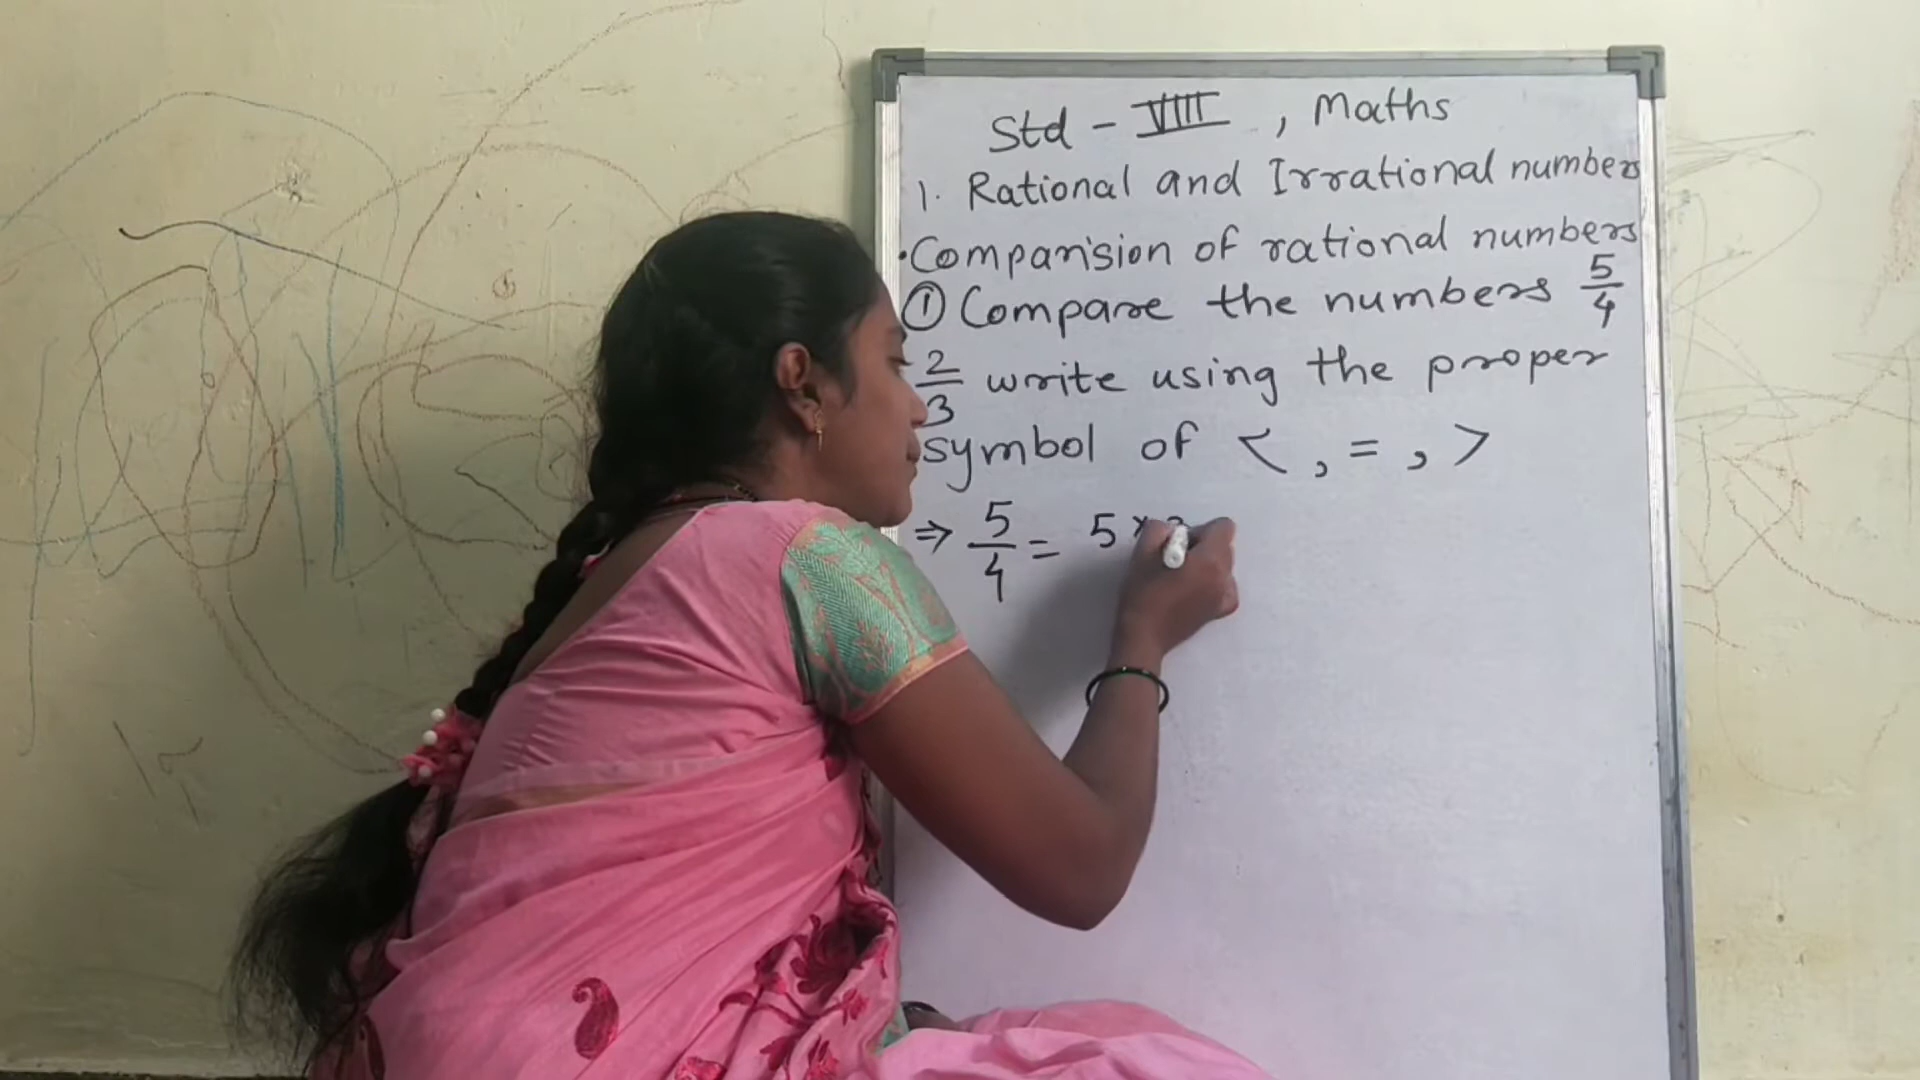 Std - VIII , Maths
1. Rational and Irrational numbers
• Comparision of rational numbers
① Compare the numbers 5/4
2/3 write using the proper
symbol of < , = , >
⇒ 5/4 = 5 ×